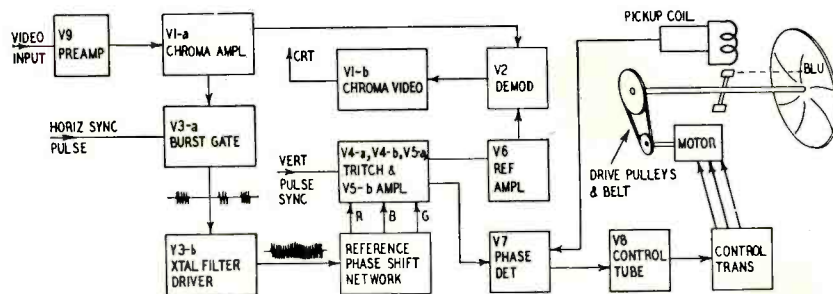 VIDEO
INPUT
V9
PREAMP
V1-a
CHROMA AMPL
CRT
V1-b
CHROMA VIDEO
V2
DEMOD
PICKUP COIL
BLU
HORIZ SYNC
PULSE
V3-a
BURST GATE
VERT
PULSE SYNC
V4-a, V4-b, V5-a,
TRITCH &
V5-b AMPL
V6
REF
AMPL
MOTOR
DRIVE PULLEYS
& BELT
R
B
G
V3-b
XTAL FILTER
DRIVER
REFERENCE
PHASE SHIFT
NETWORK
V7
PHASE
DET
V8
CONTROL
TUBE
CONTROL
TRANS